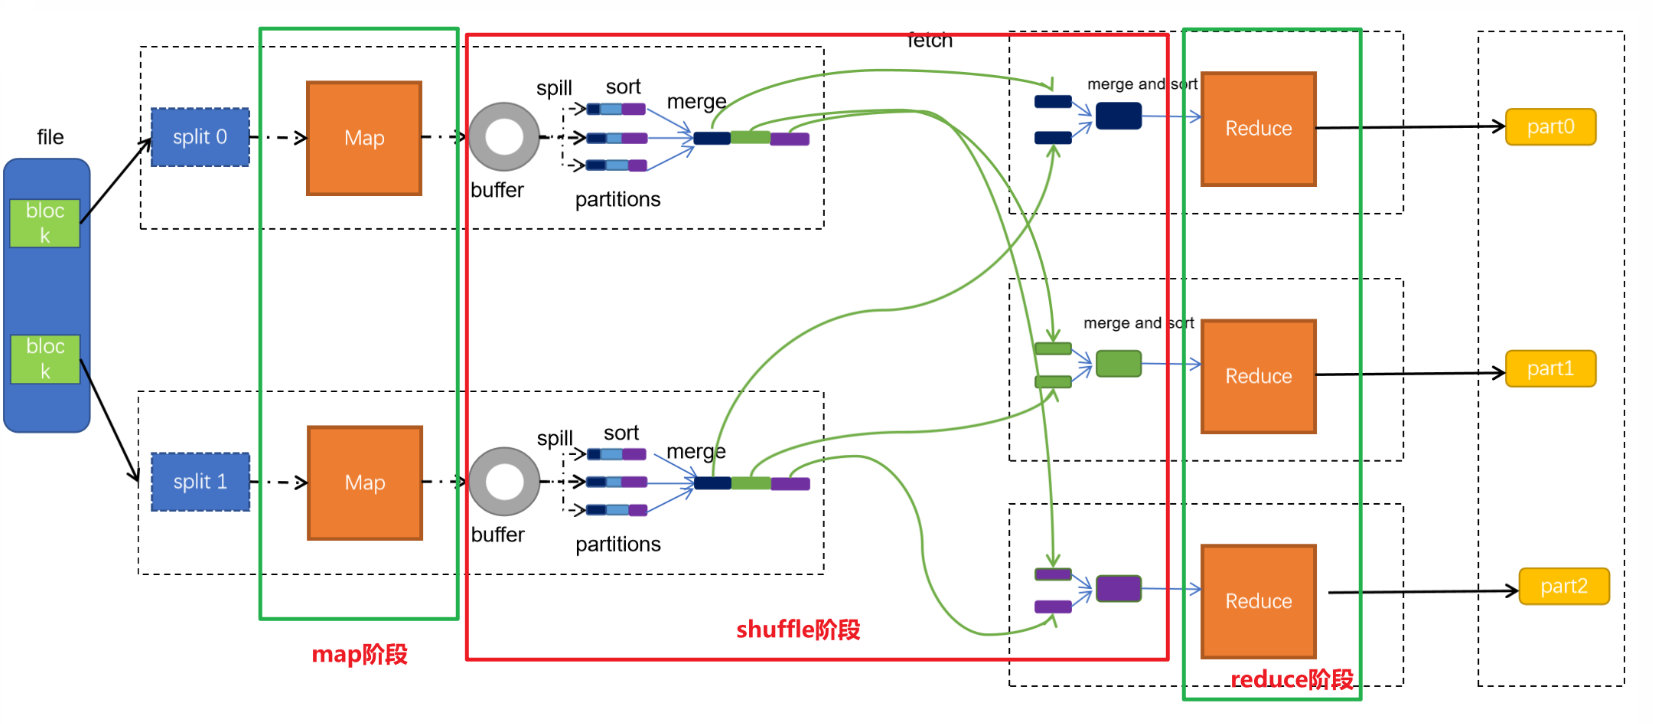 file
bloc
k
bloc
k
split 0
split 1
Map
Map
map阶段
spill
sort
merge
buffer
partitions
spill
sort
merge
buffer
partitions
shuffle阶段
fetch
merge and sort
merge and sort
Reduce
Reduce
Reduce
reduce阶段
part0
part1
part2